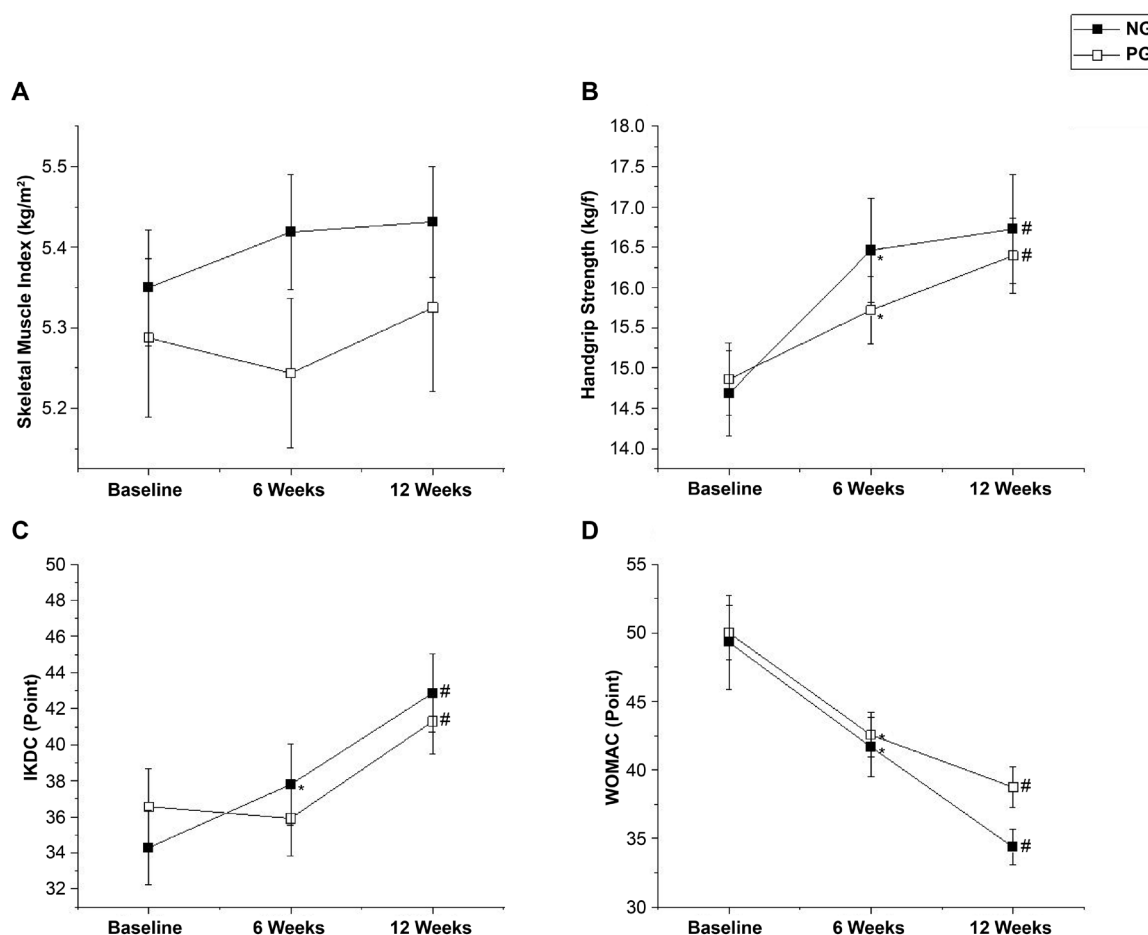 NG
PG
A
Skeletal Muscle Index (kg/m²)
5.5
5.4
5.3
5.2
Baseline 6 Weeks 12 Weeks
B
Handgrip Strength (kg/f)
18.0
17.5
17.0
16.5
16.0
15.5
15.0
14.5
14.0
* *
# #
Baseline 6 Weeks 12 Weeks
C
IKDC (Point)
50
48
46
44
42
40
38
36
34
32
*
# #
Baseline 6 Weeks 12 Weeks
D
WOMAC (Point)
55
50
45
40
35
30
* *
# #
Baseline 6 Weeks 12 Weeks